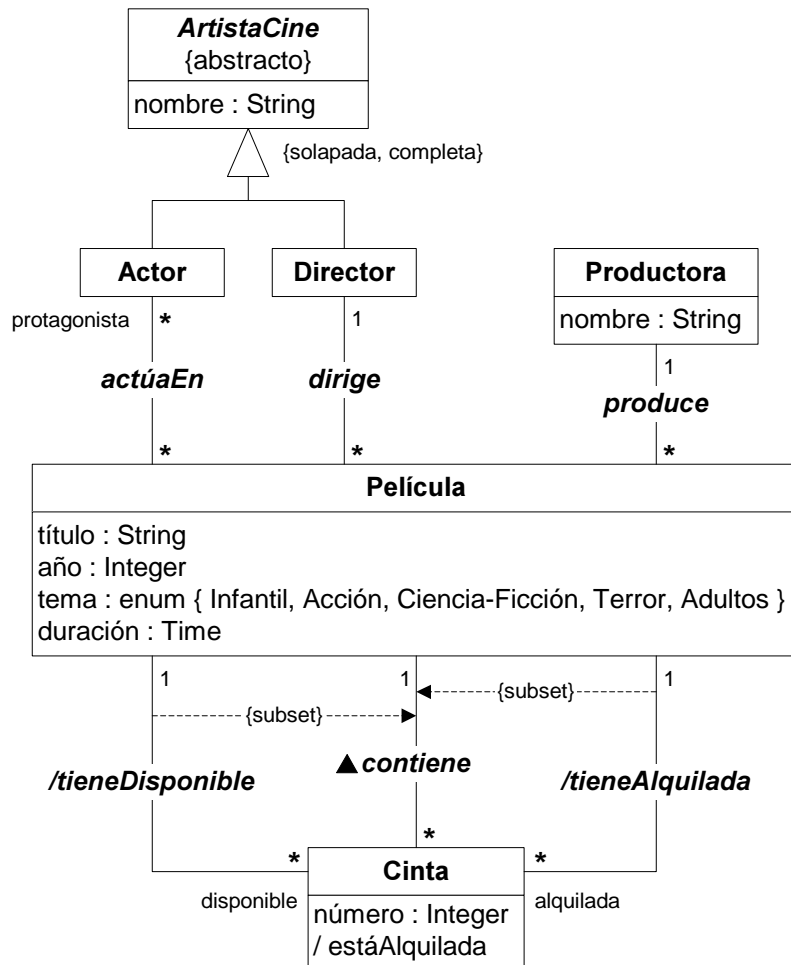 ArtistaCine
{abstracto}
nombre : String
{solapada, completa}
Actor
Director
Productora
nombre : String
protagonista
*
1
1
actúaEn
dirige
produce
*
*
*
Película
título : String
año : Integer
tema : enum { Infantil, Acción, Ciencia-Ficción, Terror, Adultos }
duración : Time
1
1
1
{subset}
{subset}
/tieneDisponible
contiene
/tieneAlquilada
*
*
*
disponible
alquilada
Cinta
número : Integer
/ estáAlquilada